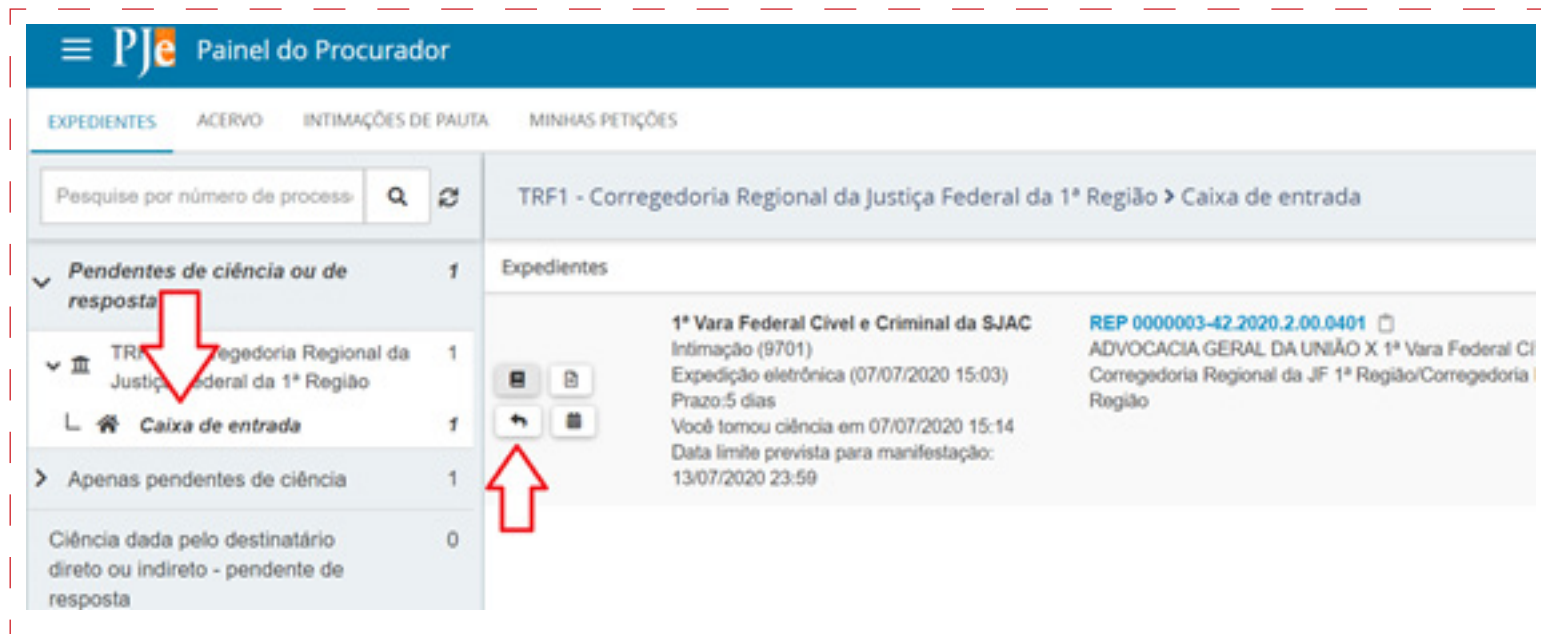 PJe Painel do Procurador
EXPEDIENTES ACERVO INTIMAÇÕES DE PAUTA MINHAS PETIÇÕES
Pesquise por número de process
TRF1 - Corregedoria Regional da Justiça Federal da 1ª Região > Caixa de entrada
Pendentes de ciência ou de 1
resposta
TR egedoria Regional da 1
Justiç deral da 1ª Região
Caixa de entrada 1
Apenas pendentes de ciência 1
Ciência dada pelo destinatário 0
direto ou indireto - pendente de
resposta
Expedientes
1ª Vara Federal Cível e Criminal da SJAC
Intimação (9701)
Expedição eletrônica (07/07/2020 15:03)
Prazo:5 dias
Você tomou ciência em 07/07/2020 15:14
Data limite prevista para manifestação:
13/07/2020 23:59
REP 0000003-42.2020.2.00.0401
ADVOCACIA GERAL DA UNIÃO X 1ª Vara Federal Cí
Corregedoria Regional da JF 1ª Região/Corregedoria
Região